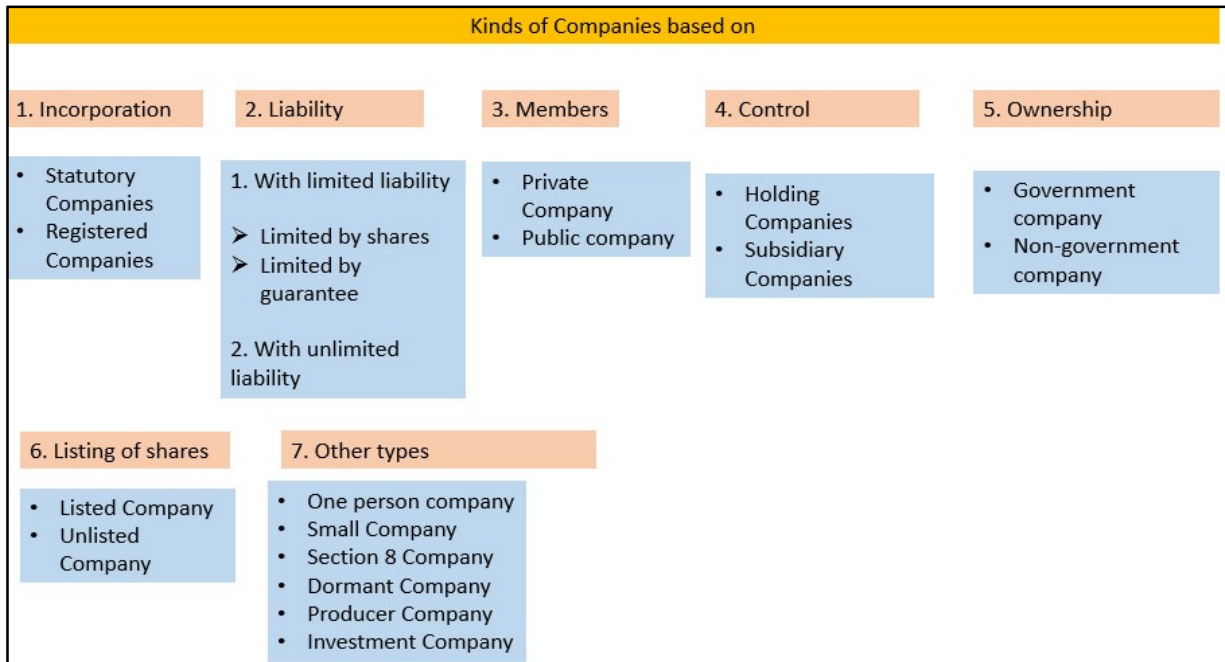 Kinds of Companies based on
1. Incorporation
• Statutory
Companies
• Registered
Companies
2. Liability
1. With limited liability
➢ Limited by shares
➢ Limited by
guarantee
2. With unlimited
liability
3. Members
• Private
Company
• Public company
4. Control
• Holding
Companies
• Subsidiary
Companies
5. Ownership
• Government
company
• Non-government
company
6. Listing of shares
• Listed Company
• Unlisted
Company
7. Other types
• One person company
• Small Company
• Section 8 Company
• Dormant Company
• Producer Company
• Investment Company